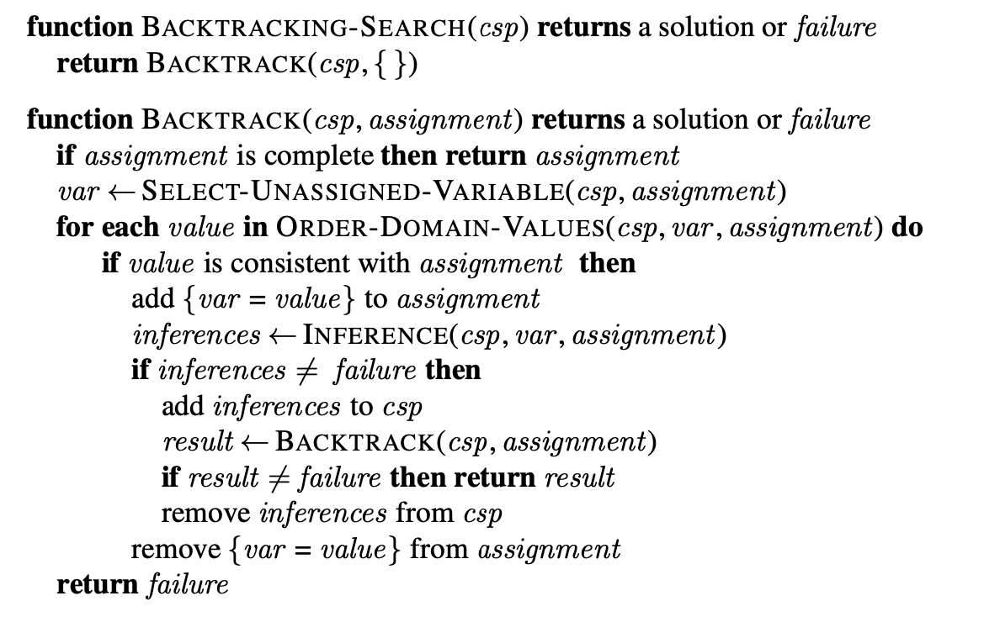 function BACKTRACKING-SEARCH(csp) returns a solution or failure
return BACKTRACK(csp, { })
function BACKTRACK(csp, assignment) returns a solution or failure
if assignment is complete then return assignment
var ← SELECT-UNASSIGNED-VARIABLE(csp, assignment)
for each value in ORDER-DOMAIN-VALUES(csp, var, assignment) do
if value is consistent with assignment then
add {var = value} to assignment
inferences ← INFERENCE(csp, var, assignment)
if inferences ≠ failure then
add inferences to csp
result ← BACKTRACK(csp, assignment)
if result ≠ failure then return result
remove inferences from csp
remove {var = value} from assignment
return failure